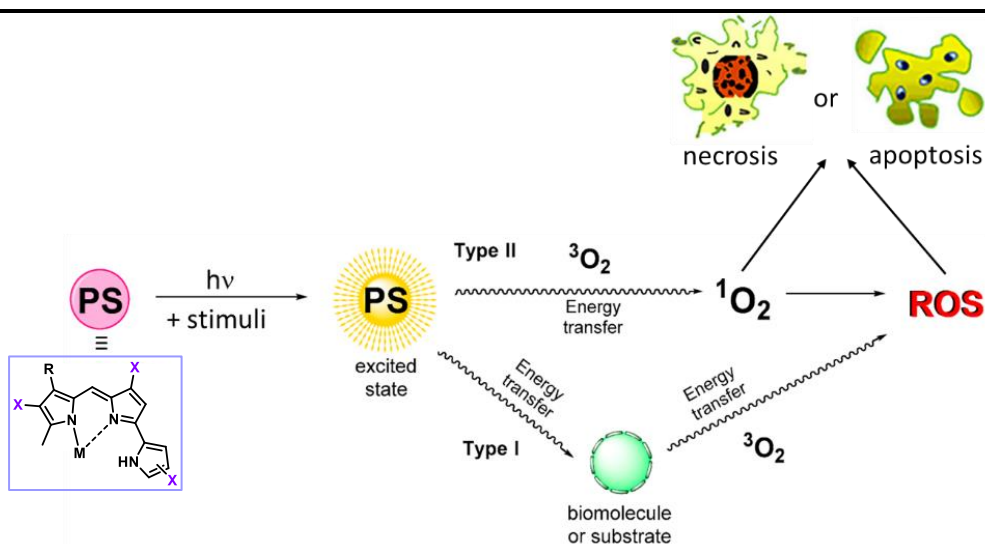 or
necrosis
apoptosis
Type II
³O₂
hν
PS
PS
Energy
transfer
¹O₂
ROS
+ stimuli
≡
excited
state
Energy
transfer
Energy
transfer
R
X
X
N
N
M
HN
X
Type I
³O₂
biomolecule
or substrate